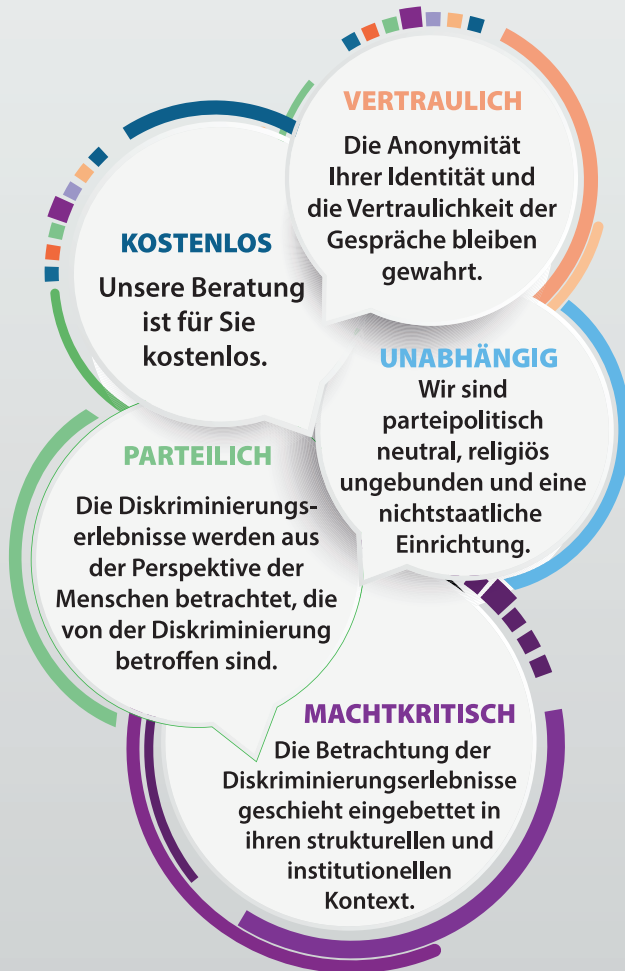 VERTRAULICH
Die Anonymität
Ihrer Identität und
die Vertraulichkeit der
Gespräche bleiben
gewahrt.
KOSTENLOS
Unsere Beratung
ist für Sie
kostenlos.
UNABHÄNGIG
Wir sind
parteipolitisch
neutral, religiös
ungebunden und eine
nichtstaatliche
Einrichtung.
PARTEILICH
Die Diskriminierungs-
erlebnisse werden aus
der Perspektive der
Menschen betrachtet, die
von der Diskriminierung
betroffen sind.
MACHTKRITISCH
Die Betrachtung der
Diskriminierungserlebnisse
geschieht eingebettet in
ihren strukturellen und
institutionellen
Kontext.